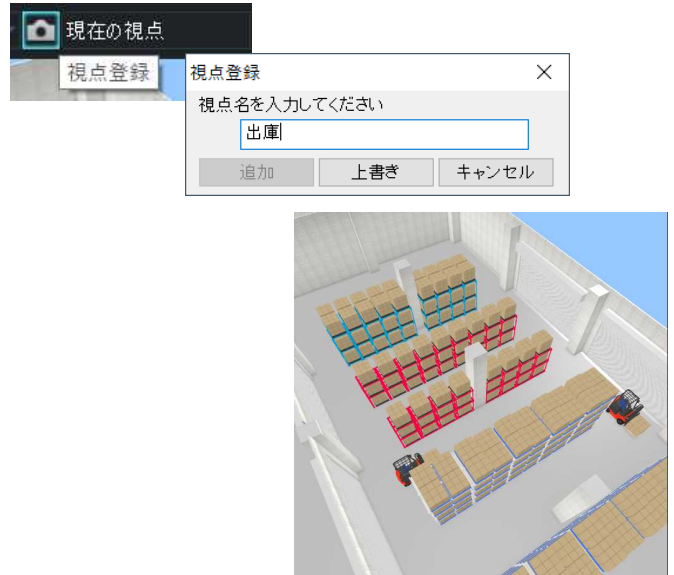 現在の視点
視点登録
視点登録
視点名を入力してください
出庫
追加
上書き
キャンセル